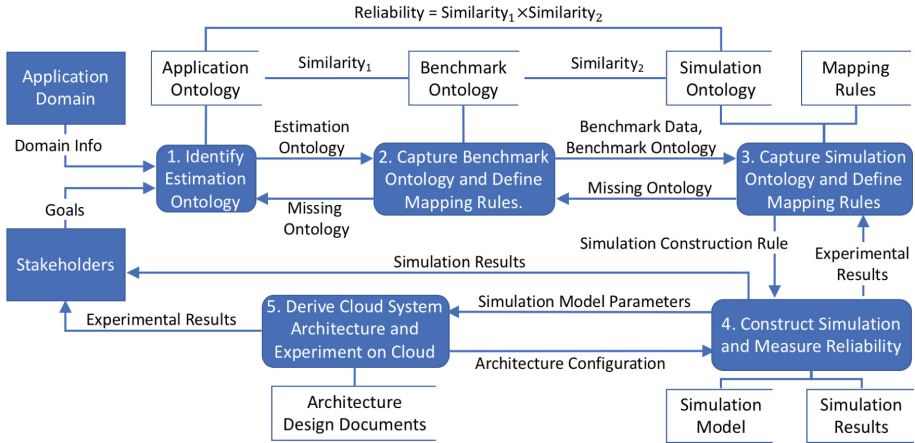 Reliability = Similarity₁×Similarity₂
Application
Domain
Application
Ontology
Similarity₁
Benchmark
Ontology
Similarity₂
Simulation
Ontology
Mapping
Rules
Domain Info
1. Identify
Estimation
Ontology
Estimation
Ontology
2. Capture Benchmark
Ontology and Define
Mapping Rules.
Benchmark Data,
Benchmark Ontology
3. Capture Simulation
Ontology and Define
Mapping Rules
Missing
Ontology
Missing Ontology
Goals
Stakeholders
Simulation Construction Rule
Experimental
Results
Simulation Results
5. Derive Cloud System
Architecture and
Experiment on Cloud
Simulation Model Parameters
Experimental Results
4. Construct Simulation
and Measure Reliability
Architecture Configuration
Architecture
Design Documents
Simulation
Model
Simulation
Results